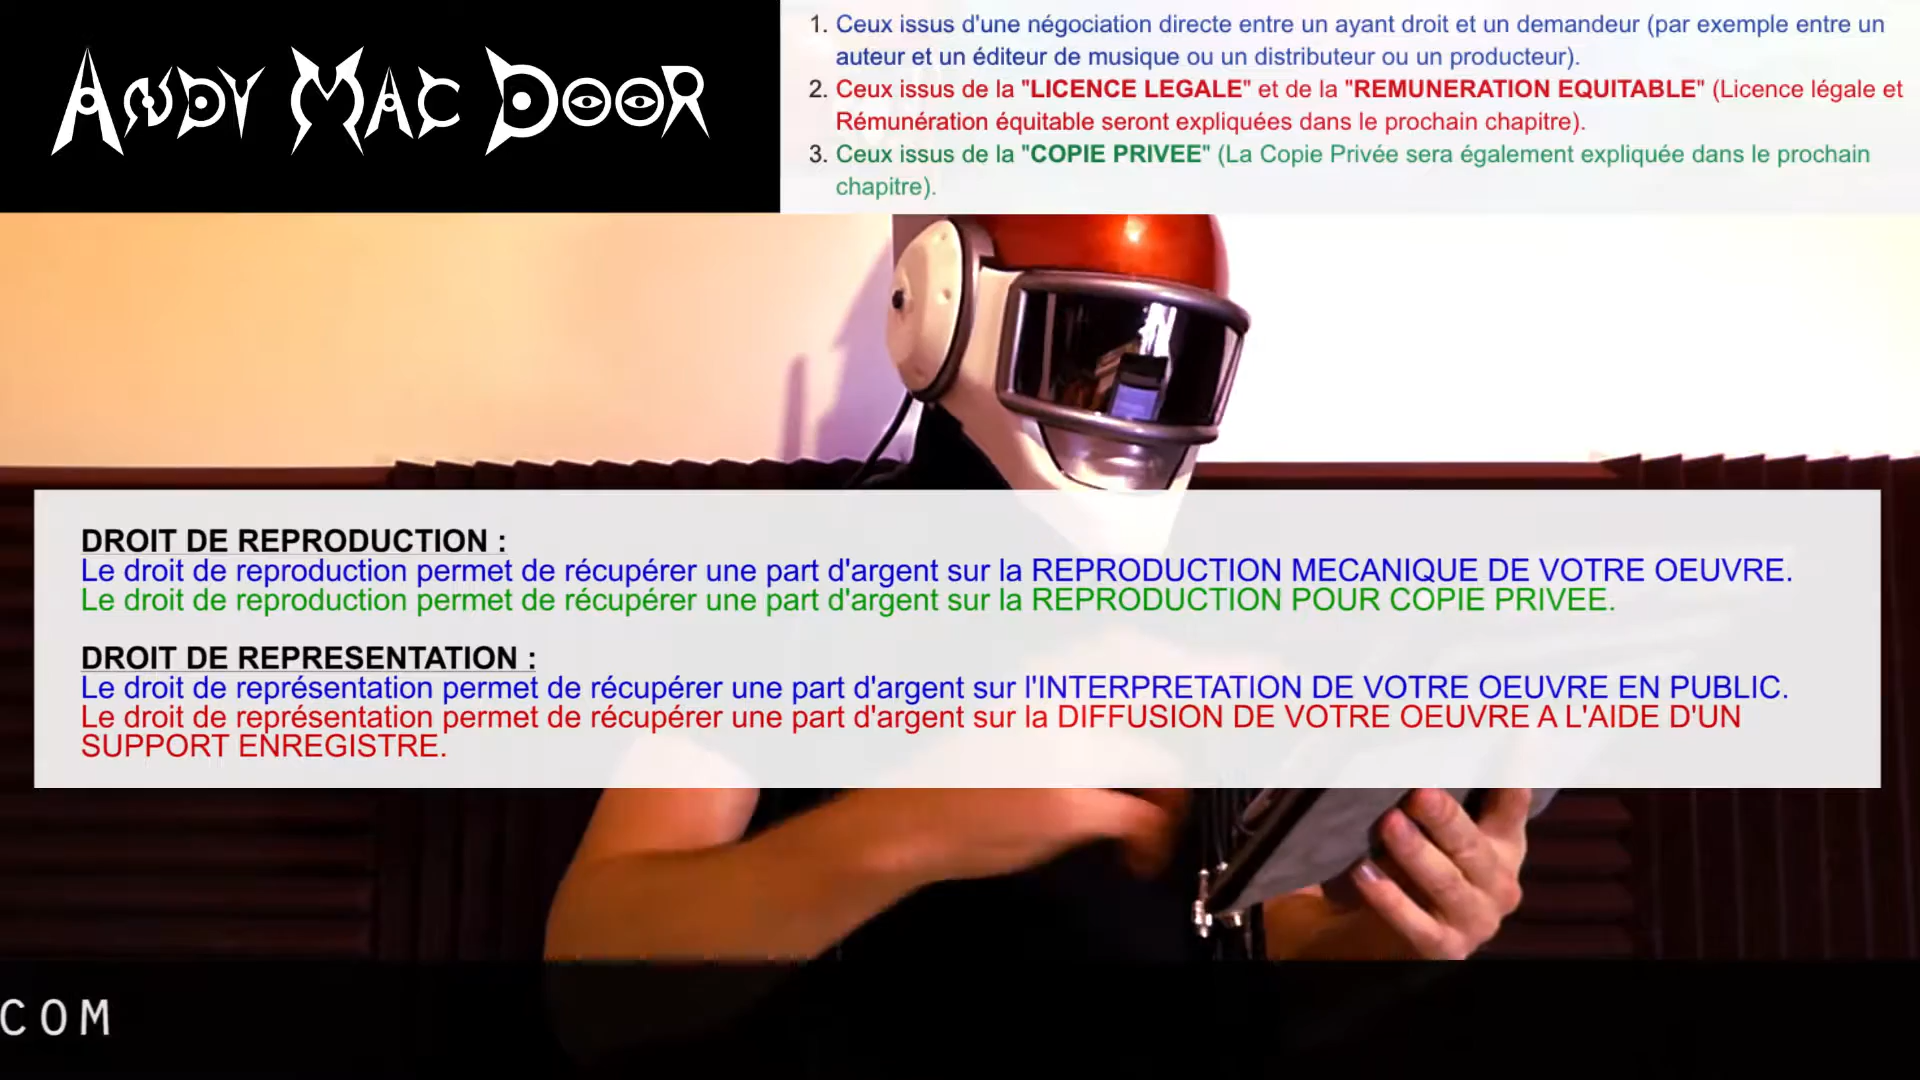 ANDY MAC DOOR
1. Ceux issus d'une négociation directe entre un ayant droit et un demandeur (par exemple entre un
auteur et un éditeur de musique ou un distributeur ou un producteur).
2. Ceux issus de la "LICENCE LEGALE" et de la "REMUNERATION EQUITABLE" (Licence légale et
Rémunération équitable seront expliquées dans le prochain chapitre).
3. Ceux issus de la "COPIE PRIVEE" (La Copie Privée sera également expliquée dans le prochain
chapitre).
DROIT DE REPRODUCTION :
Le droit de reproduction permet de récupérer une part d'argent sur la REPRODUCTION MECANIQUE DE VOTRE OEUVRE.
Le droit de reproduction permet de récupérer une part d'argent sur la REPRODUCTION POUR COPIE PRIVEE.
DROIT DE REPRESENTATION :
Le droit de représentation permet de récupérer une part d'argent sur l'INTERPRETATION DE VOTRE OEUVRE EN PUBLIC.
Le droit de représentation permet de récupérer une part d'argent sur la DIFFUSION DE VOTRE OEUVRE A L'AIDE D'UN
SUPPORT ENREGISTRE.
COM